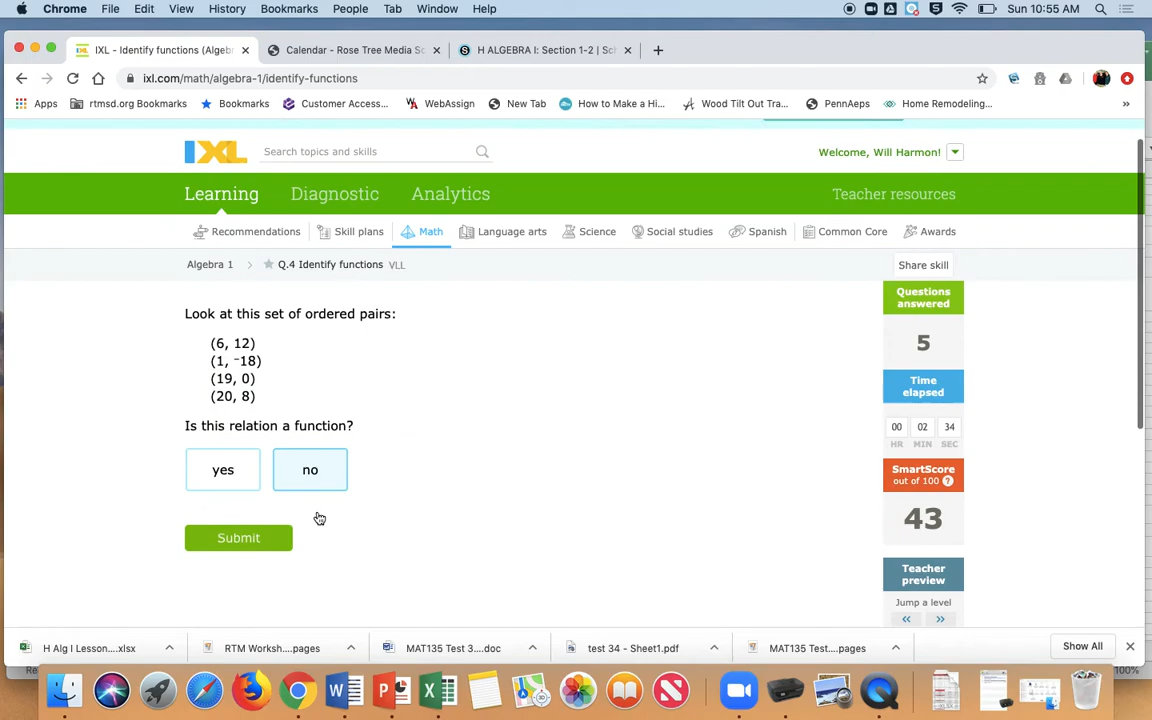 Chrome File Edit View History Bookmarks People Tab Window Help Sun 10:55 AM
IXL - Identify functions (Algebr
Calendar - Rose Tree Media Sc
H ALGEBRA I: Section 1-2 | Sch
ixl.com/math/algebra-1/identify-functions
Apps rtmsd.org Bookmarks Bookmarks Customer Access... WebAssign New Tab How to Make a Hi... Wood Tilt Out Tra... PennAeps Home Remodeling... »
IXL Search topics and skills Welcome, Will Harmon!
Learning Diagnostic Analytics Teacher resources
Recommendations Skill plans Math Language arts Science Social studies Spanish Common Core Awards
Algebra 1 > Q.4 Identify functions VLL Share skill
Look at this set of ordered pairs:
(6, 12)
(1, ⁻18)
(19, 0)
(20, 8)
Is this relation a function?
yes no
Submit
Questions
answered
5
Time
elapsed
00 02 34
HR MIN SEC
SmartScore
out of 100 ?
43
Teacher
preview
Jump a level
« »
H Alg I Lesson....xlsx RTM Worksh....pages MAT135 Test 3....doc test 34 - Sheet1.pdf MAT135 Test....pages Show All
100%